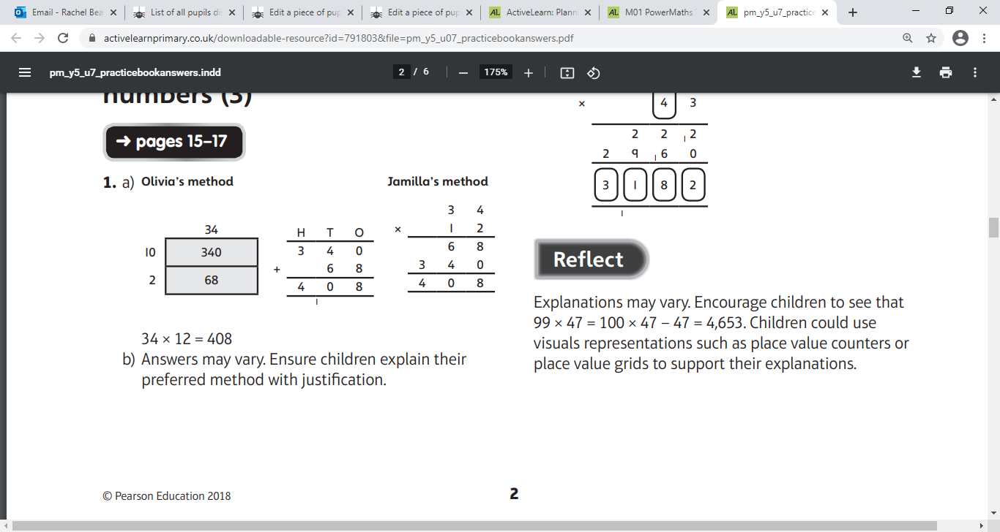 Email - Rachel Bea
List of all pupils di
Edit a piece of pup
Edit a piece of pup
AL ActiveLearn: Plann
AL M01 PowerMaths
AL pm_y5_u7_practice
activelearnprimary.co.uk/downloadable-resource?id=791803&file=pm_y5_u07_practicebookanswers.pdf
pm_y5_u7_practicebookanswers.indd
2 / 6
175%
numbers (3)
→ pages 15–17
1. a) Olivia's method
34
10 340
2 68
H T O
3 4 0
+ 6 8
4 0 8
1
Jamilla's method
3 4
× 1 2
6 8
3 4 0
4 0 8
34 × 12 = 408
b) Answers may vary. Ensure children explain their
preferred method with justification.
× 4 3
2 2 1 2
2 9 1 6 0
3 1 8 2
1
Reflect
Explanations may vary. Encourage children to see that
99 × 47 = 100 × 47 – 47 = 4,653. Children could use
visuals representations such as place value counters or
place value grids to support their explanations.
© Pearson Education 2018
2